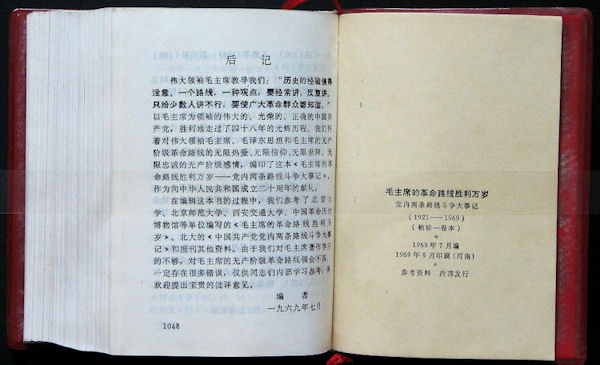 后记
伟大领袖毛主席教导我们：“历史的经验值得
注意，一个路线，一种观点，要经常讲，反复讲。
只给少数人讲不行，要使广大革命群众都知道。”
以毛主席为领袖的伟大的、光荣的、正确的中国共
产党，胜利地走过了四十八年的光辉历程。我们怀
着对伟大领袖毛主席、毛泽东思想和毛主席的无产
阶级革命路线的无限热爱、无限信仰、无限崇拜、无
限忠诚的无产阶级感情，编印了这本《毛主席的革
命路线胜利万岁——党内两条路线斗争大事记》，
作为向中华人民共和国成立二十周年的献礼。
在编辑这本书的过程中，我们参考了北京大
学、北京师范大学、西安交通大学、中国革命历史
博物馆等单位编写的《毛主席的革命路线胜利万
岁》、北大的《中国共产党党内两条路线斗争大事
记》和报刊其他资料。由于我们对毛主席著作学习
的不够，对毛主席的无产阶级革命路线领会不深，
一定存在很多错误，仅供同志们内部学习参考，并
欢迎提出宝贵的批评意见。
编者
一九六九年七月
1048
毛主席的革命路线胜利万岁
党内两条路线斗争大事记
（1921—1969）
（袖珍一卷本）
1969年7月编
1969年9月印刷（河南）
参考资料 内部发行